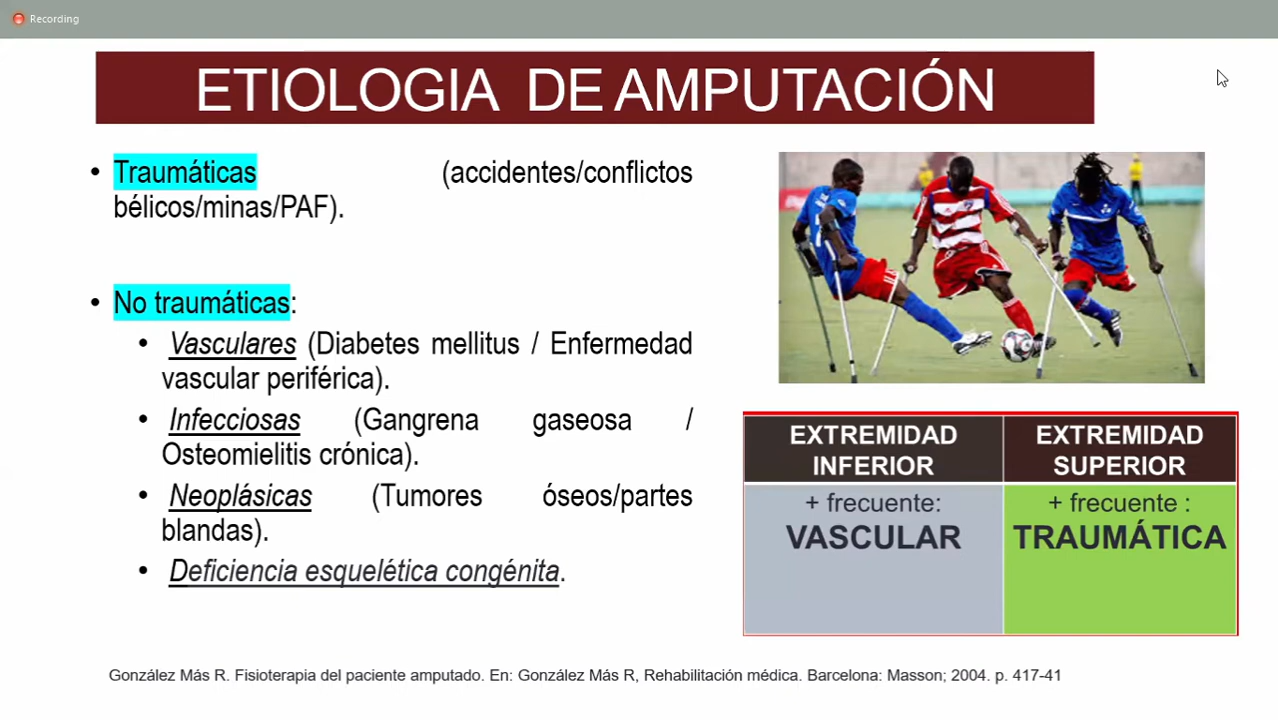 Recording
ETIOLOGIA DE AMPUTACIÓN
• Traumáticas (accidentes/conflictos
bélicos/minas/PAF).
• No traumáticas:
• Vasculares (Diabetes mellitus / Enfermedad
vascular periférica).
• Infecciosas (Gangrena gaseosa /
Osteomielitis crónica).
• Neoplásicas (Tumores óseos/partes
blandas).
• Deficiencia esquelética congénita.
EXTREMIDAD
INFERIOR
EXTREMIDAD
SUPERIOR
+ frecuente:
VASCULAR
+ frecuente :
TRAUMÁTICA
González Más R. Fisioterapia del paciente amputado. En: González Más R, Rehabilitación médica. Barcelona: Masson; 2004. p. 417-41